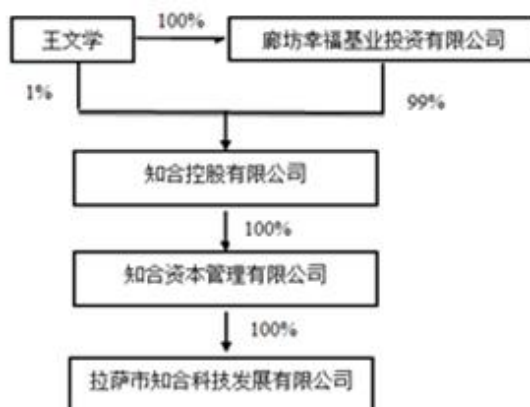 100%
王文学
廊坊幸福基业投资有限公司
1%
99%
知合控股有限公司
100%
知合资本管理有限公司
100%
拉萨市知合科技发展有限公司